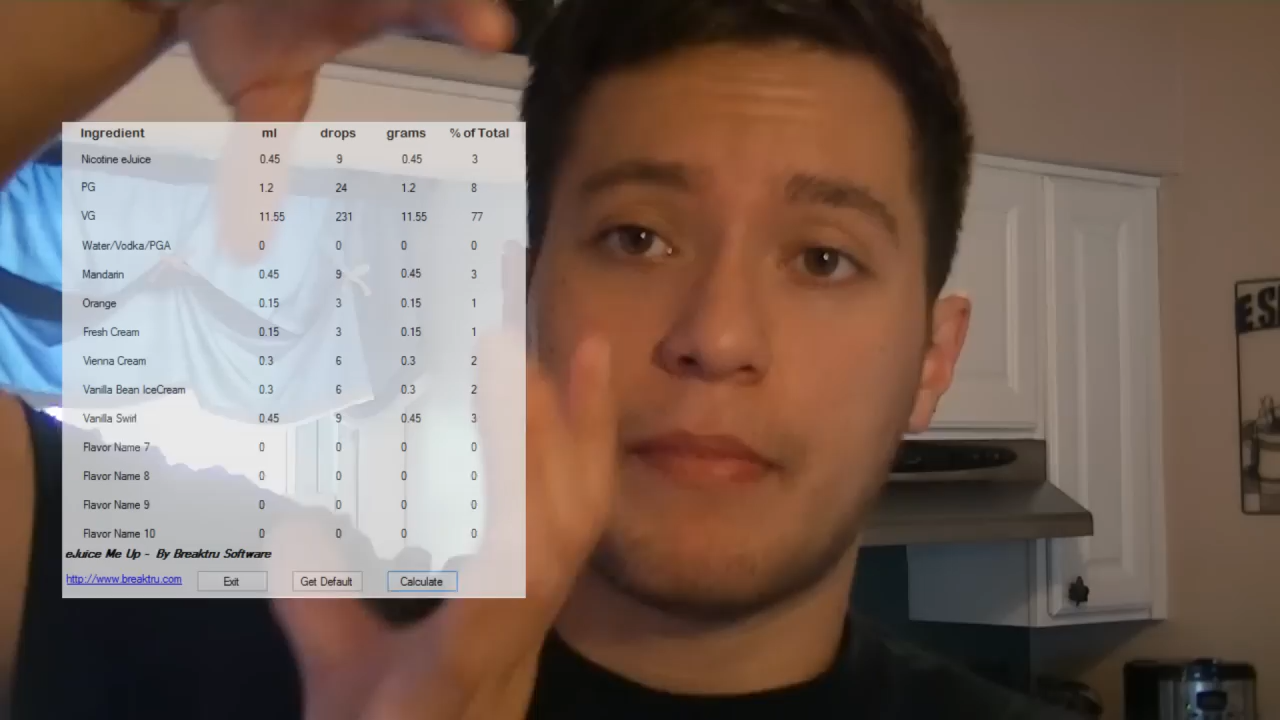 Ingredient ml drops grams % of Total
Nicotine eJuice 0.45 9 0.45 3
PG 1.2 24 1.2 8
VG 11.55 231 11.55 77
Water/Vodka/PGA 0 0 0 0
Mandarin 0.45 9 0.45 3
Orange 0.15 3 0.15 1
Fresh Cream 0.15 3 0.15 1
Vienna Cream 0.3 6 0.3 2
Vanilla Bean IceCream 0.3 6 0.3 2
Vanilla Swirl 0.45 9 0.45 3
Flavor Name 7 0 0 0 0
Flavor Name 8 0 0 0 0
Flavor Name 9 0 0 0 0
Flavor Name 10 0 0 0 0
eJuice Me Up - By Breaktru Software
http://www.breaktru.com Exit Get Default Calculate